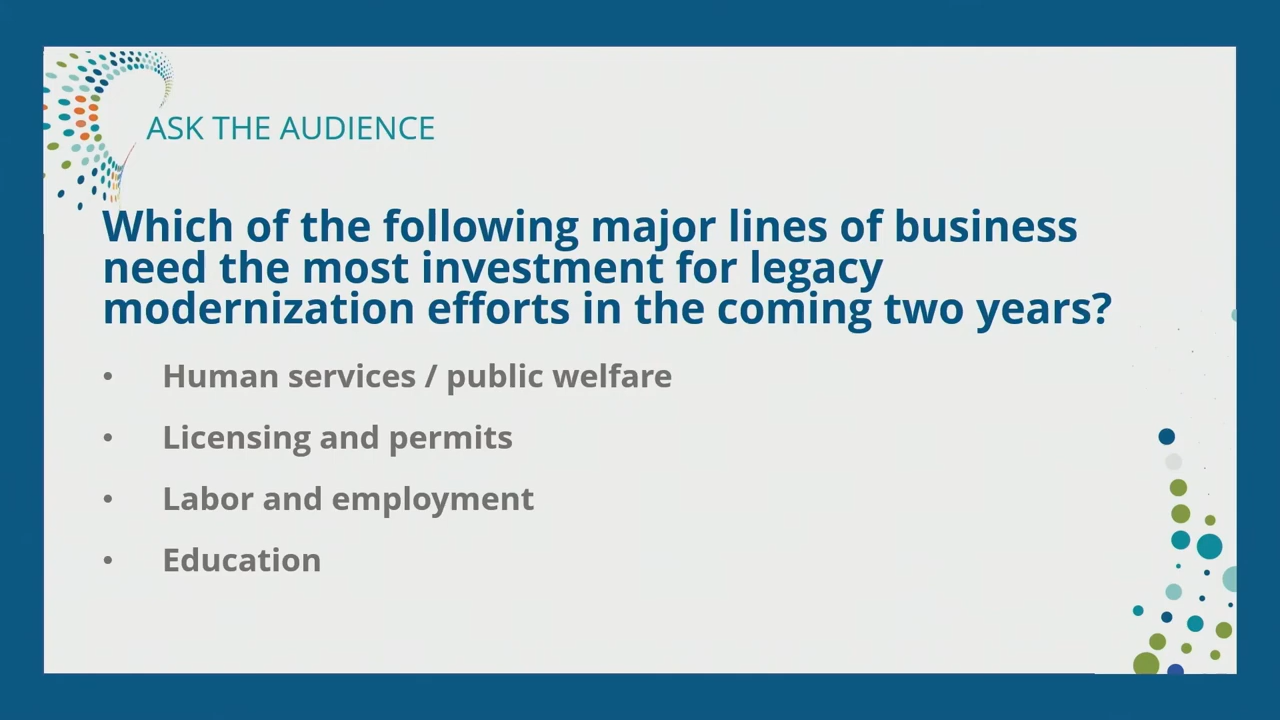 ASK THE AUDIENCE
Which of the following major lines of business
need the most investment for legacy
modernization efforts in the coming two years?
• Human services / public welfare
• Licensing and permits
• Labor and employment
• Education